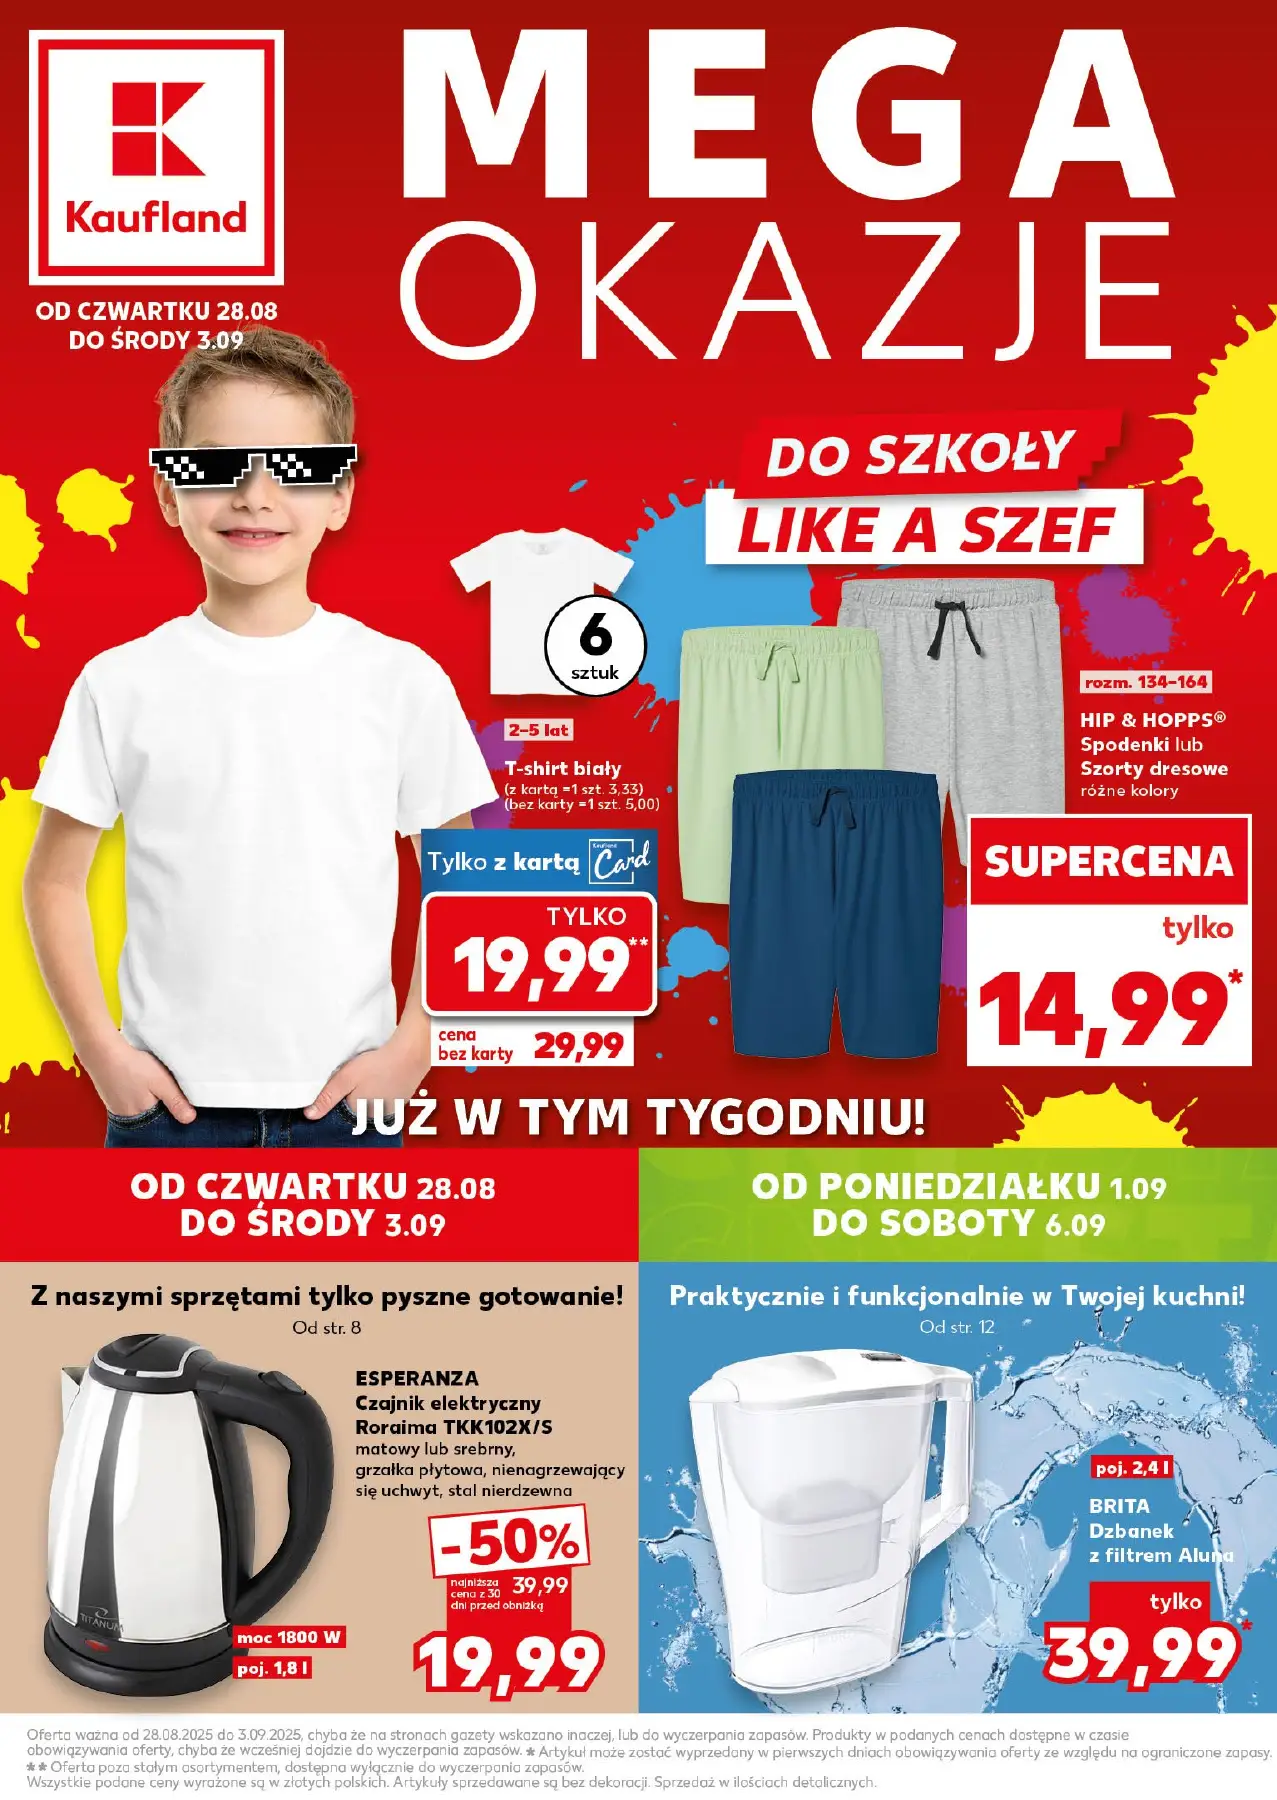 MEGA
OKAZJE
Kaufland
OD CZWARTKU 28.08
DO ŚRODY 3.09
DO SZKOŁY
LIKE A SZEF
6
sztuk
2–5 lat
T-shirt biały
(z kartą =1 szt. 3,33)
(bez karty =1 szt. 5,00)
Tylko z kartą
Kaufland
Card
TYLKO
19,99**
cena
bez karty 29,99
rozm. 134–164
HIP & HOPPS®
Spodenki lub
Szorty dresowe
różne kolory
SUPERCENA
tylko
14,99*
JUŻ W TYM TYGODNIU!
OD CZWARTKU 28.08
DO ŚRODY 3.09
Z naszymi sprzętami tylko pyszne gotowanie!
Od str. 8
ESPERANZA
Czajnik elektryczny
Roraima TKK102X/S
matowy lub srebrny,
grzałka płytowa, nienagrzewający
się uchwyt, stal nierdzewna
-50%
najniższa
cena z 30
dni przed obniżką
39,99
19,99
TITANUM
moc 1800 W
poj. 1,8 l
OD PONIEDZIAŁKU 1.09
DO SOBOTY 6.09
Praktycznie i funkcjonalnie w Twojej kuchni!
Od str. 12
poj. 2,4 l
BRITA
Dzbanek
z filtrem Aluna
tylko
39,99*
Oferta ważna od 28.08.2025 do 3.09.2025, chyba że na stronach gazety wskazano inaczej, lub do wyczerpania zapasów. Produkty w podanych cenach dostępne w czasie
obowiązywania oferty, chyba że wcześniej dojdzie do wyczerpania zapasów. * Artykuł może zostać wyprzedany w pierwszych dniach obowiązywania oferty ze względu na ograniczone zapasy.
** Oferta poza stałym asortymentem, dostępna wyłącznie do wyczerpania zapasów.
Wszystkie podane ceny wyrażone są w złotych polskich. Artykuły sprzedawane są bez dekoracji. Sprzedaż w ilościach detalicznych.